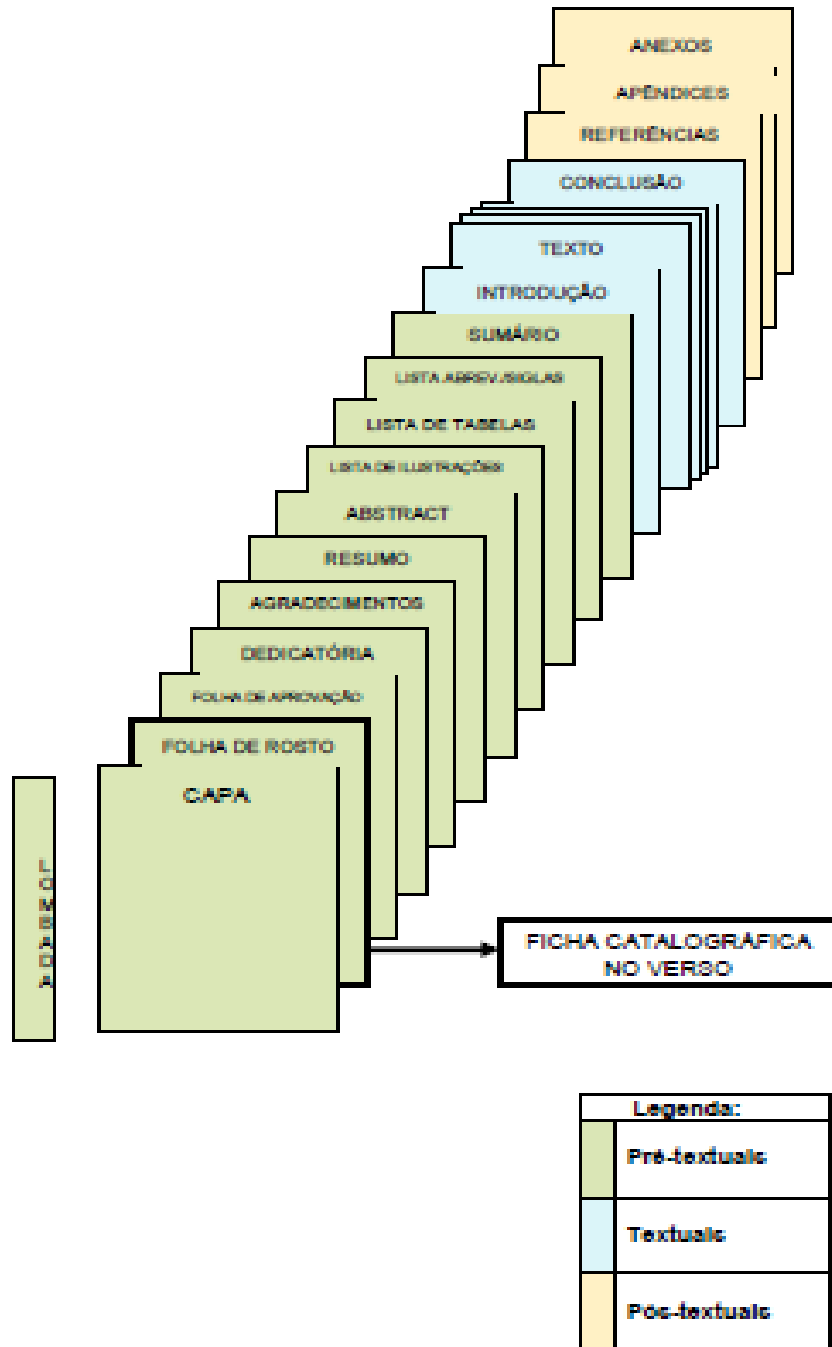 ANEXOS
APÊNDICES
REFERÊNCIAS
CONCLUSÃO
TEXTO
INTRODUÇÃO
SUMÁRIO
LISTA ABREV./SIGLAS
LISTA DE TABELAS
LISTA DE ILUSTRAÇÕES
ABSTRACT
RESUMO
AGRADECIMENTOS
DEDICATÓRIA
FOLHA DE APROVAÇÃO
FOLHA DE ROSTO
CAPA
LOMBADA
FICHA CATALOGRÁFICA
NO VERSO
Legenda:
Pré-textuais
Textuais
Pós-textuais